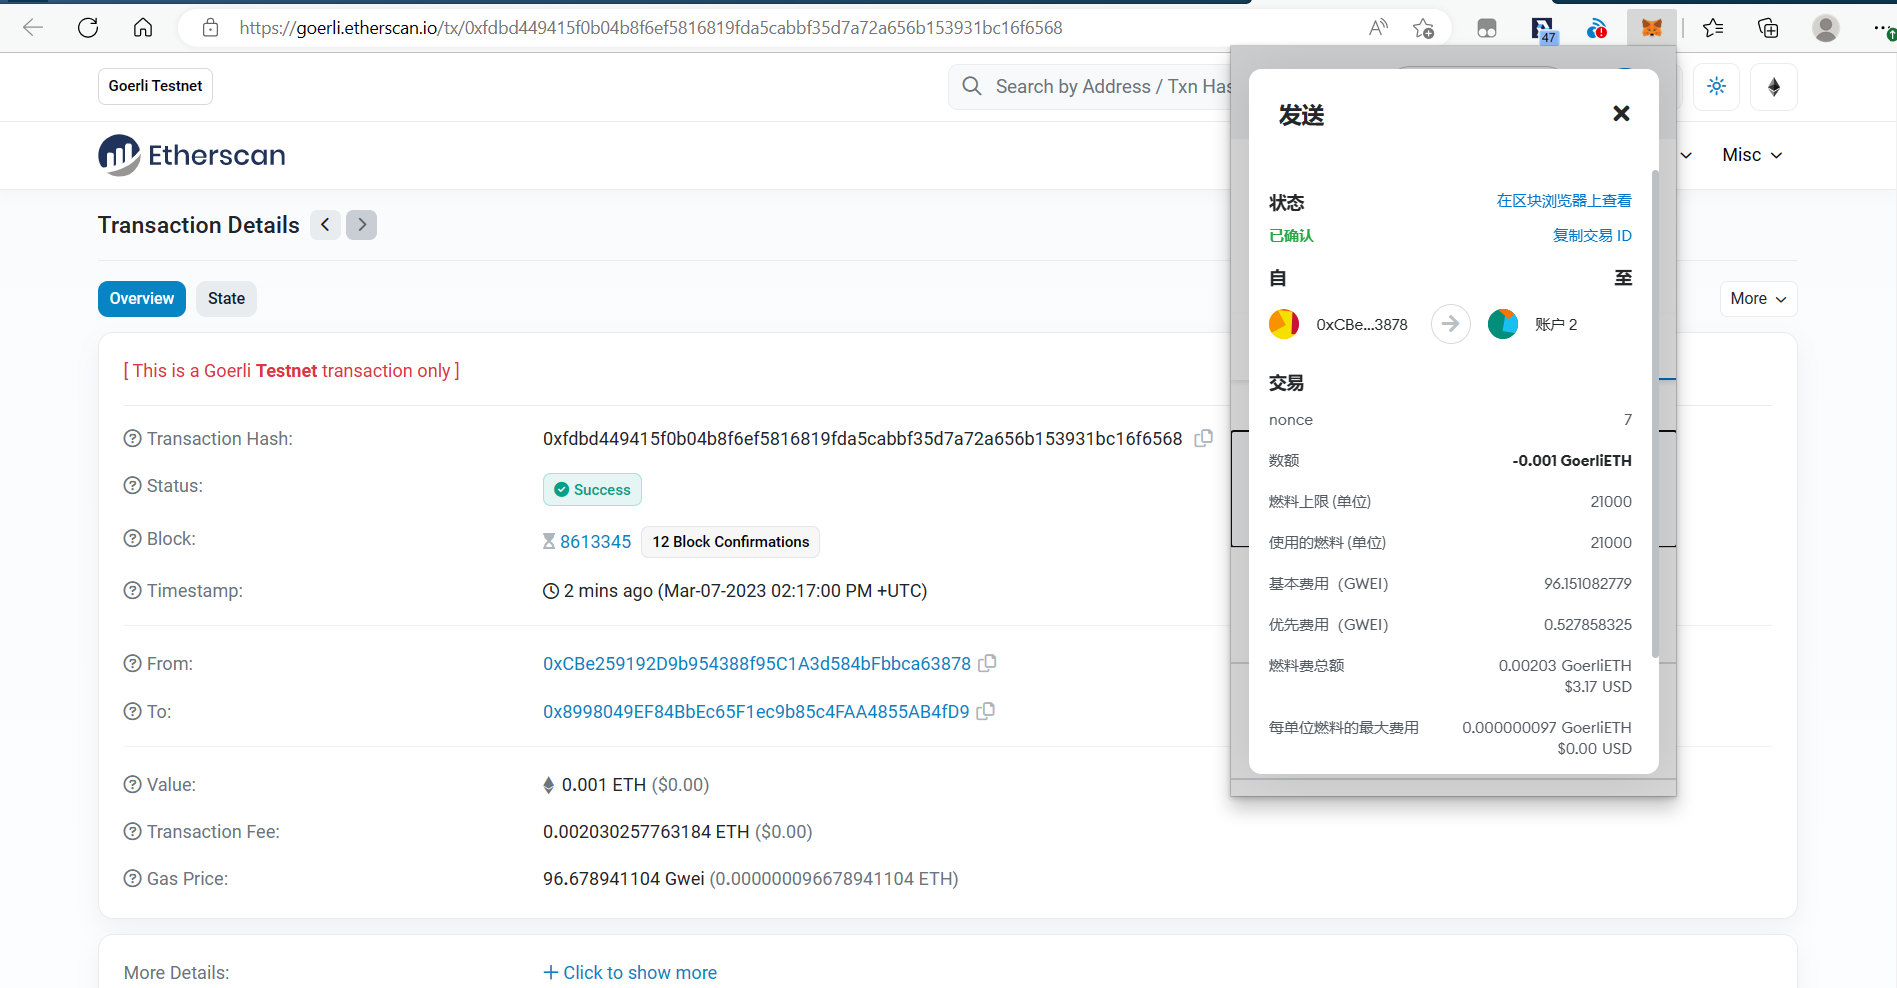 https://goerli.etherscan.io/tx/0xfdbd449415f0b04b8f6ef5816819fda5cabbf35d7a72a656b153931bc16f6568
47
Goerli Testnet
Search by Address / Txn Has
Etherscan
Misc
Transaction Details
Overview
State
More
[ This is a Goerli Testnet transaction only ]
Transaction Hash:
0xfdbd449415f0b04b8f6ef5816819fda5cabbf35d7a72a656b153931bc16f6568
Status:
Success
Block:
8613345
12 Block Confirmations
Timestamp:
2 mins ago (Mar-07-2023 02:17:00 PM +UTC)
From:
0xCBe259192D9b954388f95C1A3d584bFbbca63878
To:
0x8998049EF84BbEc65F1ec9b85c4FAA4855AB4fD9
Value:
0.001 ETH ($0.00)
Transaction Fee:
0.002030257763184 ETH ($0.00)
Gas Price:
96.678941104 Gwei (0.000000096678941104 ETH)
More Details:
Click to show more
发送
状态
在区块浏览器上查看
已确认
复制交易 ID
自
至
0xCBe...3878
账户 2
交易
nonce
7
数额
-0.001 GoerliETH
燃料上限 (单位)
21000
使用的燃料 (单位)
21000
基本费用（GWEI）
96.151082779
优先费用（GWEI）
0.527858325
燃料费总额
0.00203 GoerliETH
$3.17 USD
每单位燃料的最大费用
0.000000097 GoerliETH
$0.00 USD